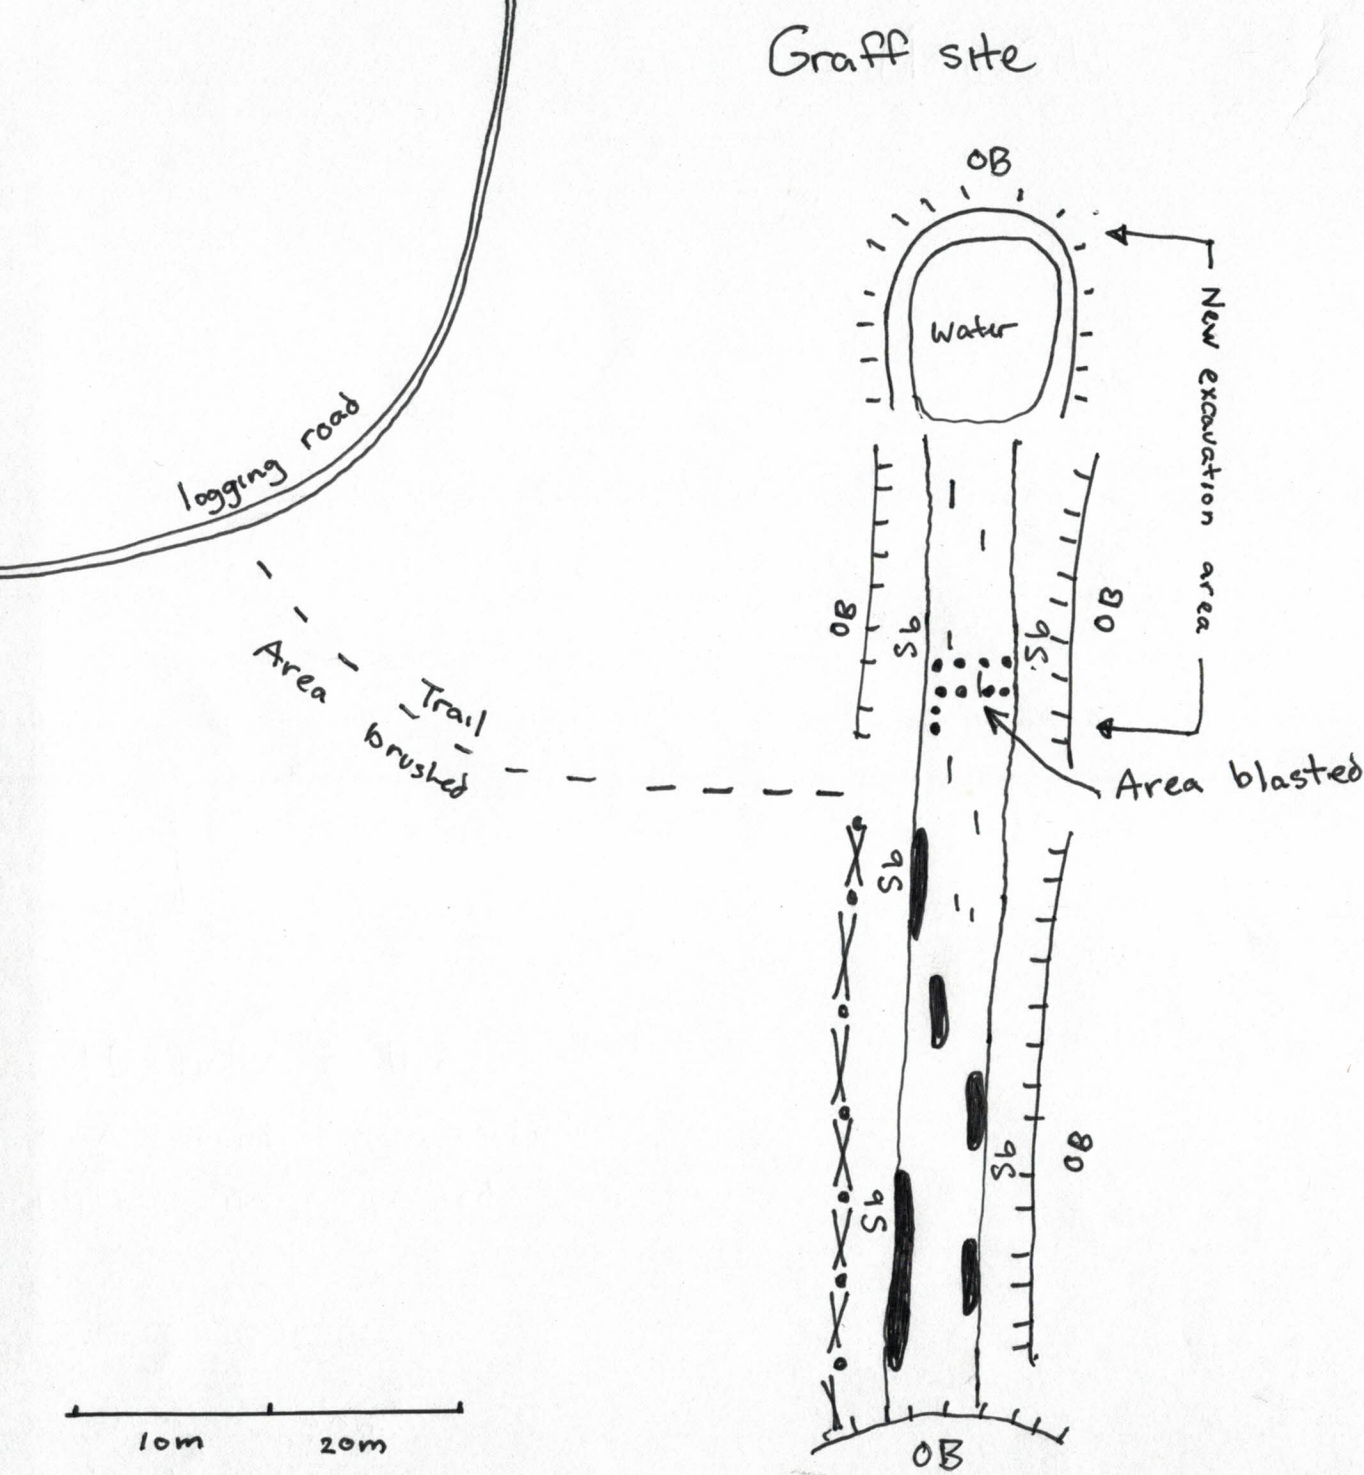 Graff site
OB
Water
New excavation area
logging road
OB
Sb
Sb
OB
Area
Trail
brushed
Area blasted
Sb
Sb
OB
Sb
10m
20m
OB